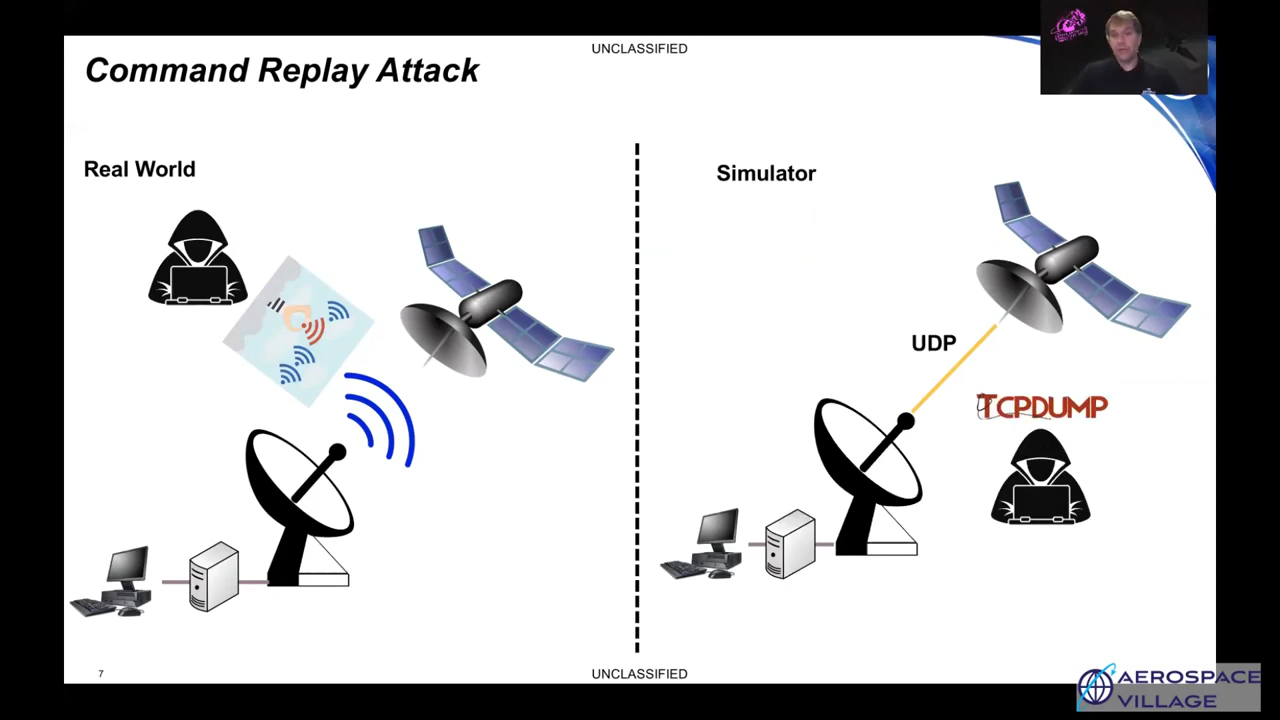 UNCLASSIFIED
Command Replay Attack
Real World
Simulator
UDP
TCPDUMP
7
UNCLASSIFIED
AEROSPACE
VILLAGE